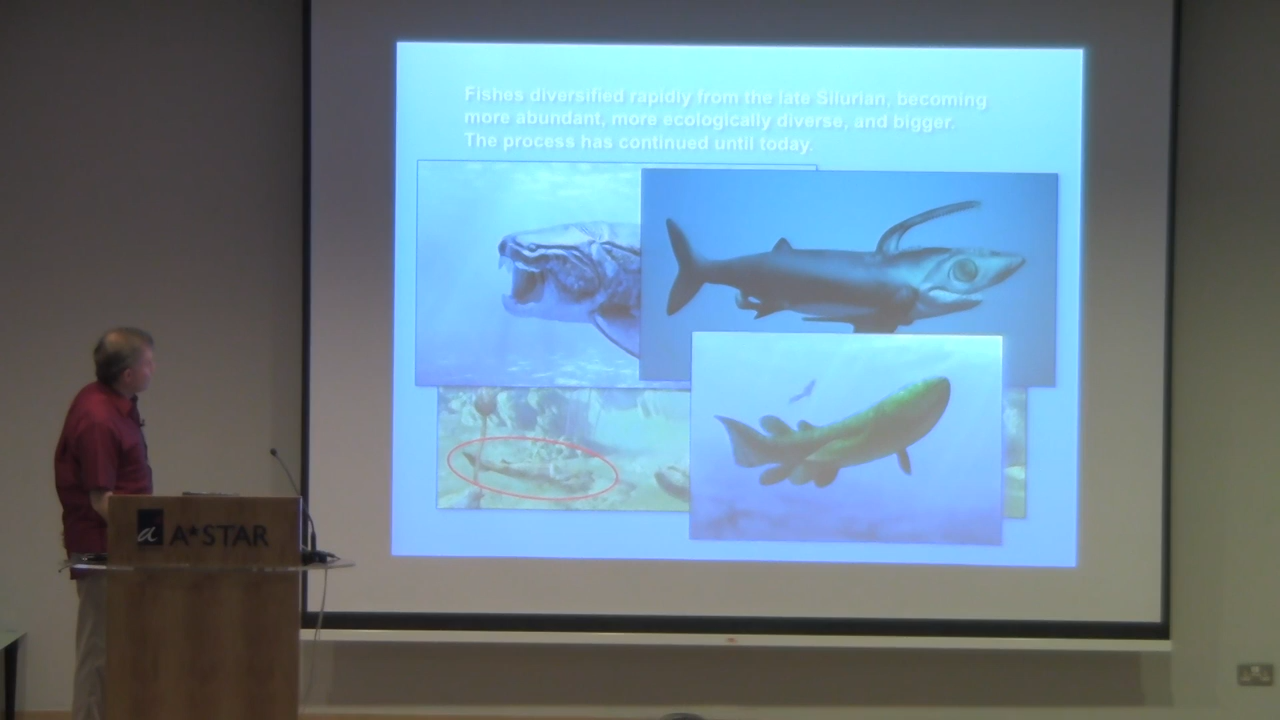 Fishes diversified rapidly from the late Silurian, becoming
more abundant, more ecologically diverse, and bigger.
The process has continued until today.
a A*STAR